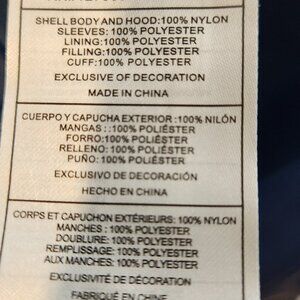 SHELL BODY AND HOOD:100% NYLON
SLEEVES: 100% POLYESTER
LINING: 100% POLYESTER
FILLING:100% POLYESTER
CUFF:100% POLYESTER
EXCLUSIVE OF DECORATION
MADE IN CHINA
CUERPO Y CAPUCHA EXTERIOR :100% NILÓN
MANGAS : :100% POLIÉSTER
FORRO:100% POLIÉSTER
RELLENO: 100% POLIÉSTER
PUÑO: 100% POLIÉSTER
EXCLUSIVO DE DECORACIÓN
HECHO EN CHINA
CORPS ET CAPUCHON EXTÉRIEURS: 100% NYLON
MANCHES : 100% POLYESTER
DOUBLURE: 100% POLYESTER
REMPLISSAGE: 100% POLYESTER
AUX MANCHES: 100% POLYESTER
EXCLUSIVITÉ DE DÉCORATION
FABRIQUÉ EN CHINE